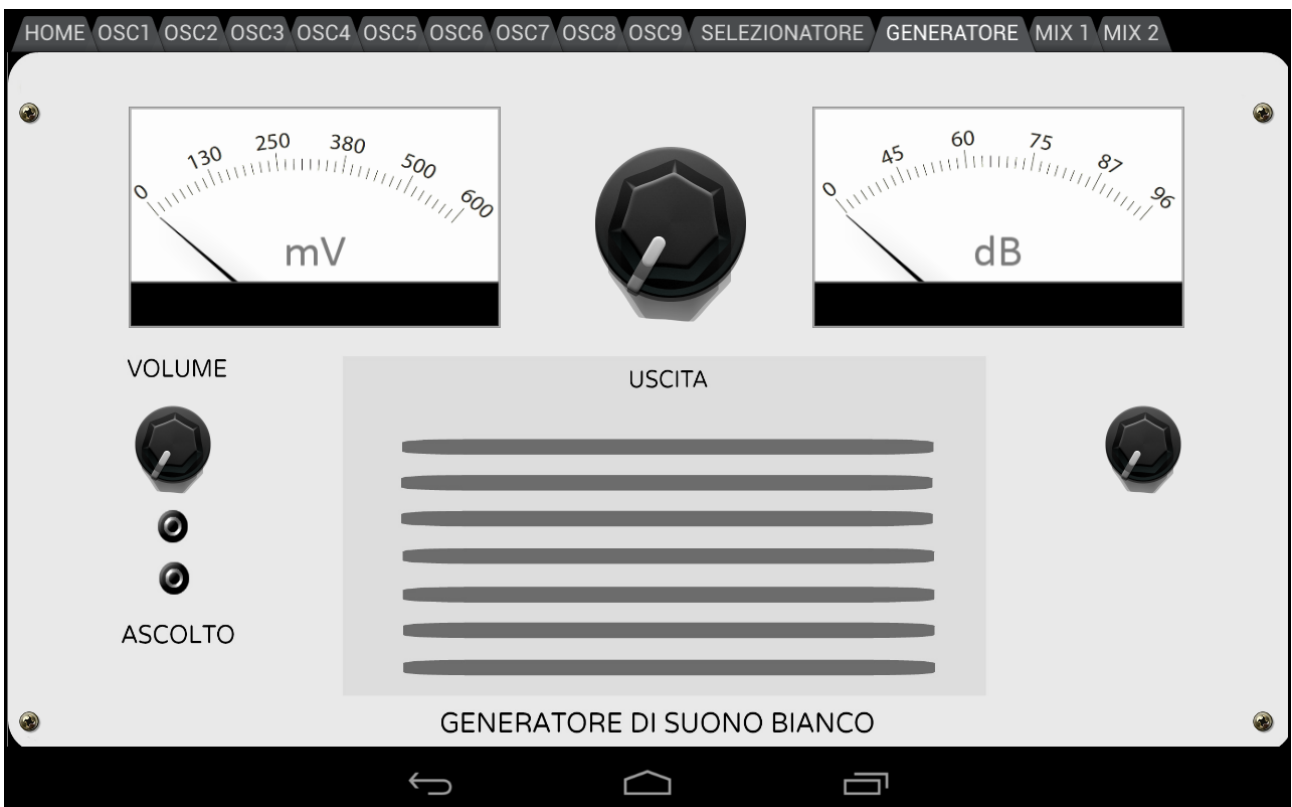 HOME OSC1 OSC2 OSC3 OSC4 OSC5 OSC6 OSC7 OSC8 OSC9 SELEZIONATORE GENERATORE MIX 1 MIX 2
0 130 250 380 500 600
mV
0 45 60 75 87 96
dB
VOLUME
USCITA
ASCOLTO
GENERATORE DI SUONO BIANCO